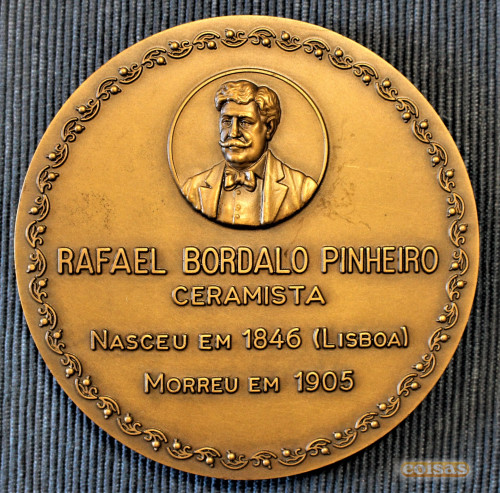 RAFAEL BORDALO PINHEIRO
CERAMISTA
NASCEU EM 1846 (LISBOA)
MORREU EM 1905
coisas